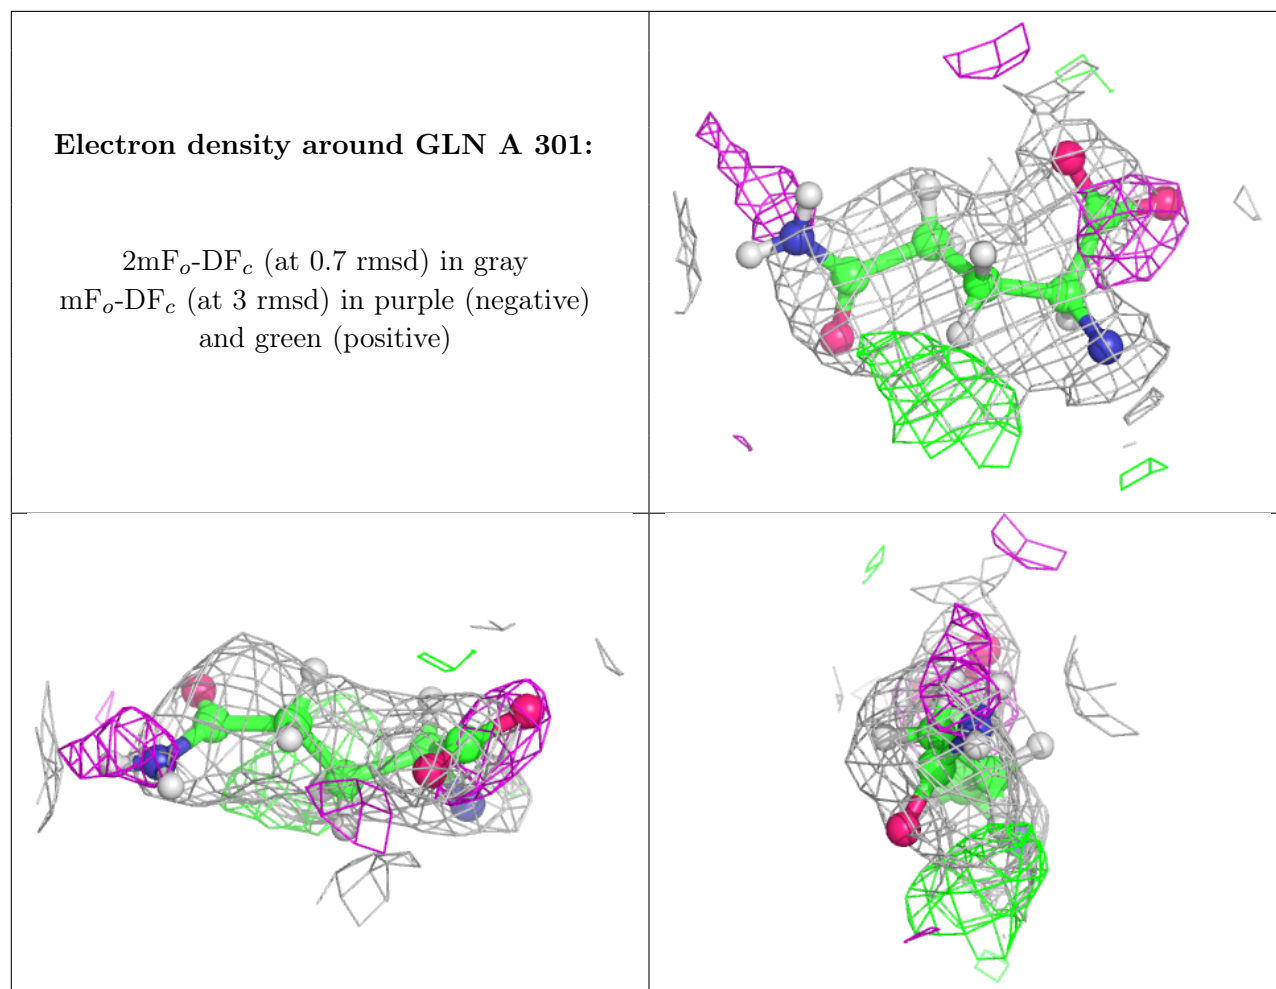 Electron density around GLN A 301:
2mFo-DFc (at 0.7 rmsd) in gray
mFo-DFc (at 3 rmsd) in purple (negative)
and green (positive)